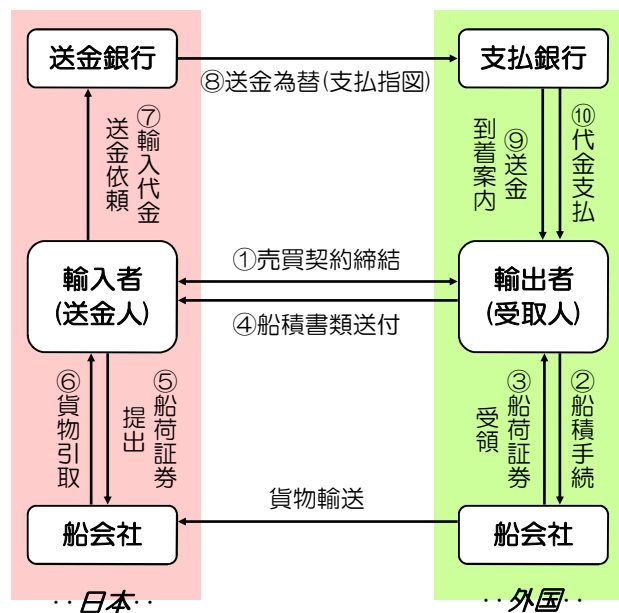 送金銀行
支払銀行
⑧送金為替(支払指図)
⑦輸入代金
送金依頼
⑨送金
到着案内
⑩代金支払
①売買契約締結
輸入者
(送金人)
輸出者
(受取人)
④船積書類送付
⑥貨物引取
⑤船荷証券
提出
③船荷証券
受領
②船積手続
貨物輸送
船会社
船会社
‥日本‥
‥外国‥